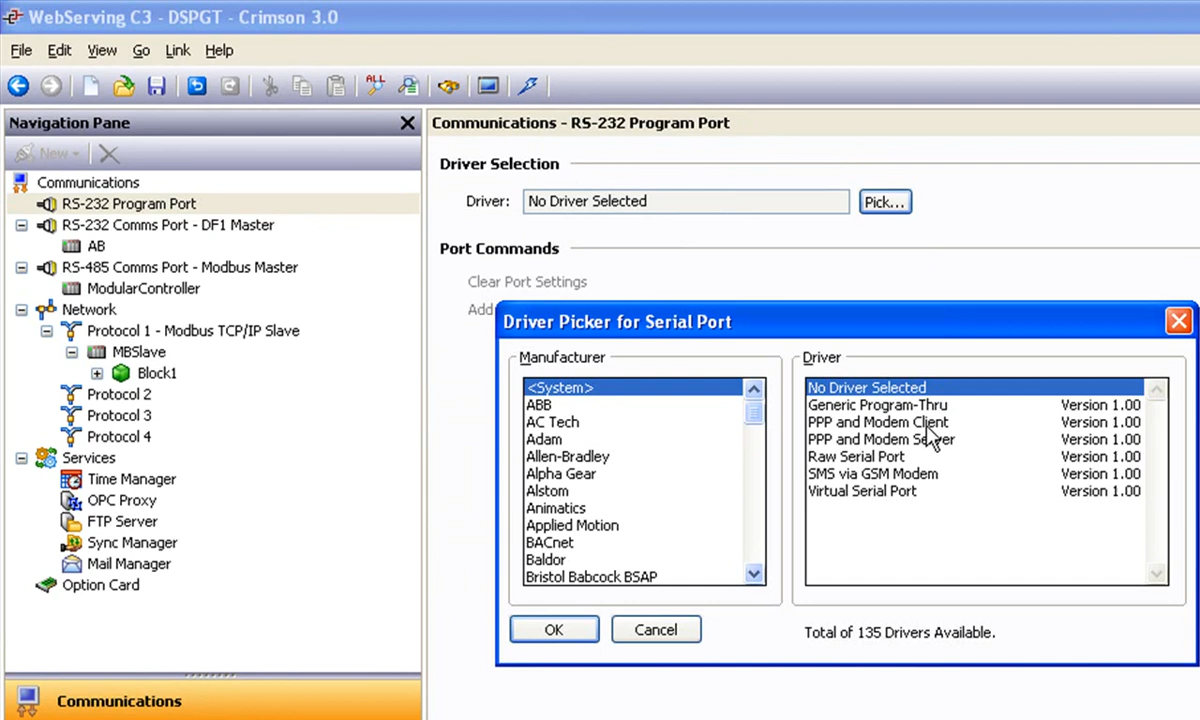 WebServing C3 - DSPGT - Crimson 3.0
File Edit View Go Link Help
ALL
Navigation Pane
New
Communications
RS-232 Program Port
RS-232 Comms Port - DF1 Master
AB
RS-485 Comms Port - Modbus Master
ModularController
Network
Protocol 1 - Modbus TCP/IP Slave
MBSlave
Block1
Protocol 2
Protocol 3
Protocol 4
Services
Time Manager
OPC Proxy
FTP Server
Sync Manager
Mail Manager
Option Card
Communications
Communications - RS-232 Program Port
Driver Selection
Driver: No Driver Selected Pick...
Port Commands
Clear Port Settings
Add
Driver Picker for Serial Port
Manufacturer
<System>
ABB
AC Tech
Adam
Allen-Bradley
Alpha Gear
Alstom
Animatics
Applied Motion
BACnet
Baldor
Bristol Babcock BSAP
Driver
No Driver Selected
Generic Program-Thru Version 1.00
PPP and Modem Client Version 1.00
PPP and Modem Server Version 1.00
Raw Serial Port Version 1.00
SMS via GSM Modem Version 1.00
Virtual Serial Port Version 1.00
OK Cancel
Total of 135 Drivers Available.